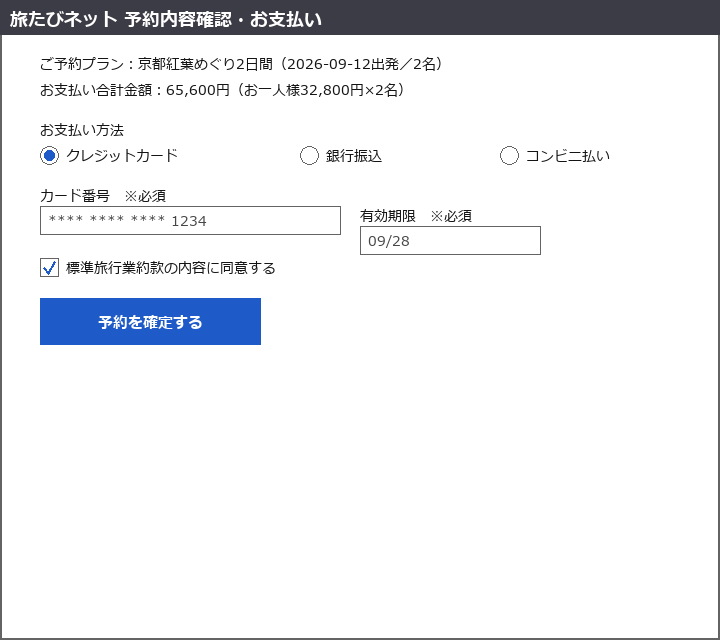 旅たびネット 予約内容確認・お支払い
ご予約プラン：京都紅葉めぐり2日間（2026-09-12出発／2名）
お支払い合計金額：65,600円（お一人様32,800円×2名）
お支払い方法
クレジットカード 銀行振込 コンビニ払い
カード番号　※必須
**** **** **** 1234
有効期限　※必須
09/28
標準旅行業約款の内容に同意する
予約を確定する